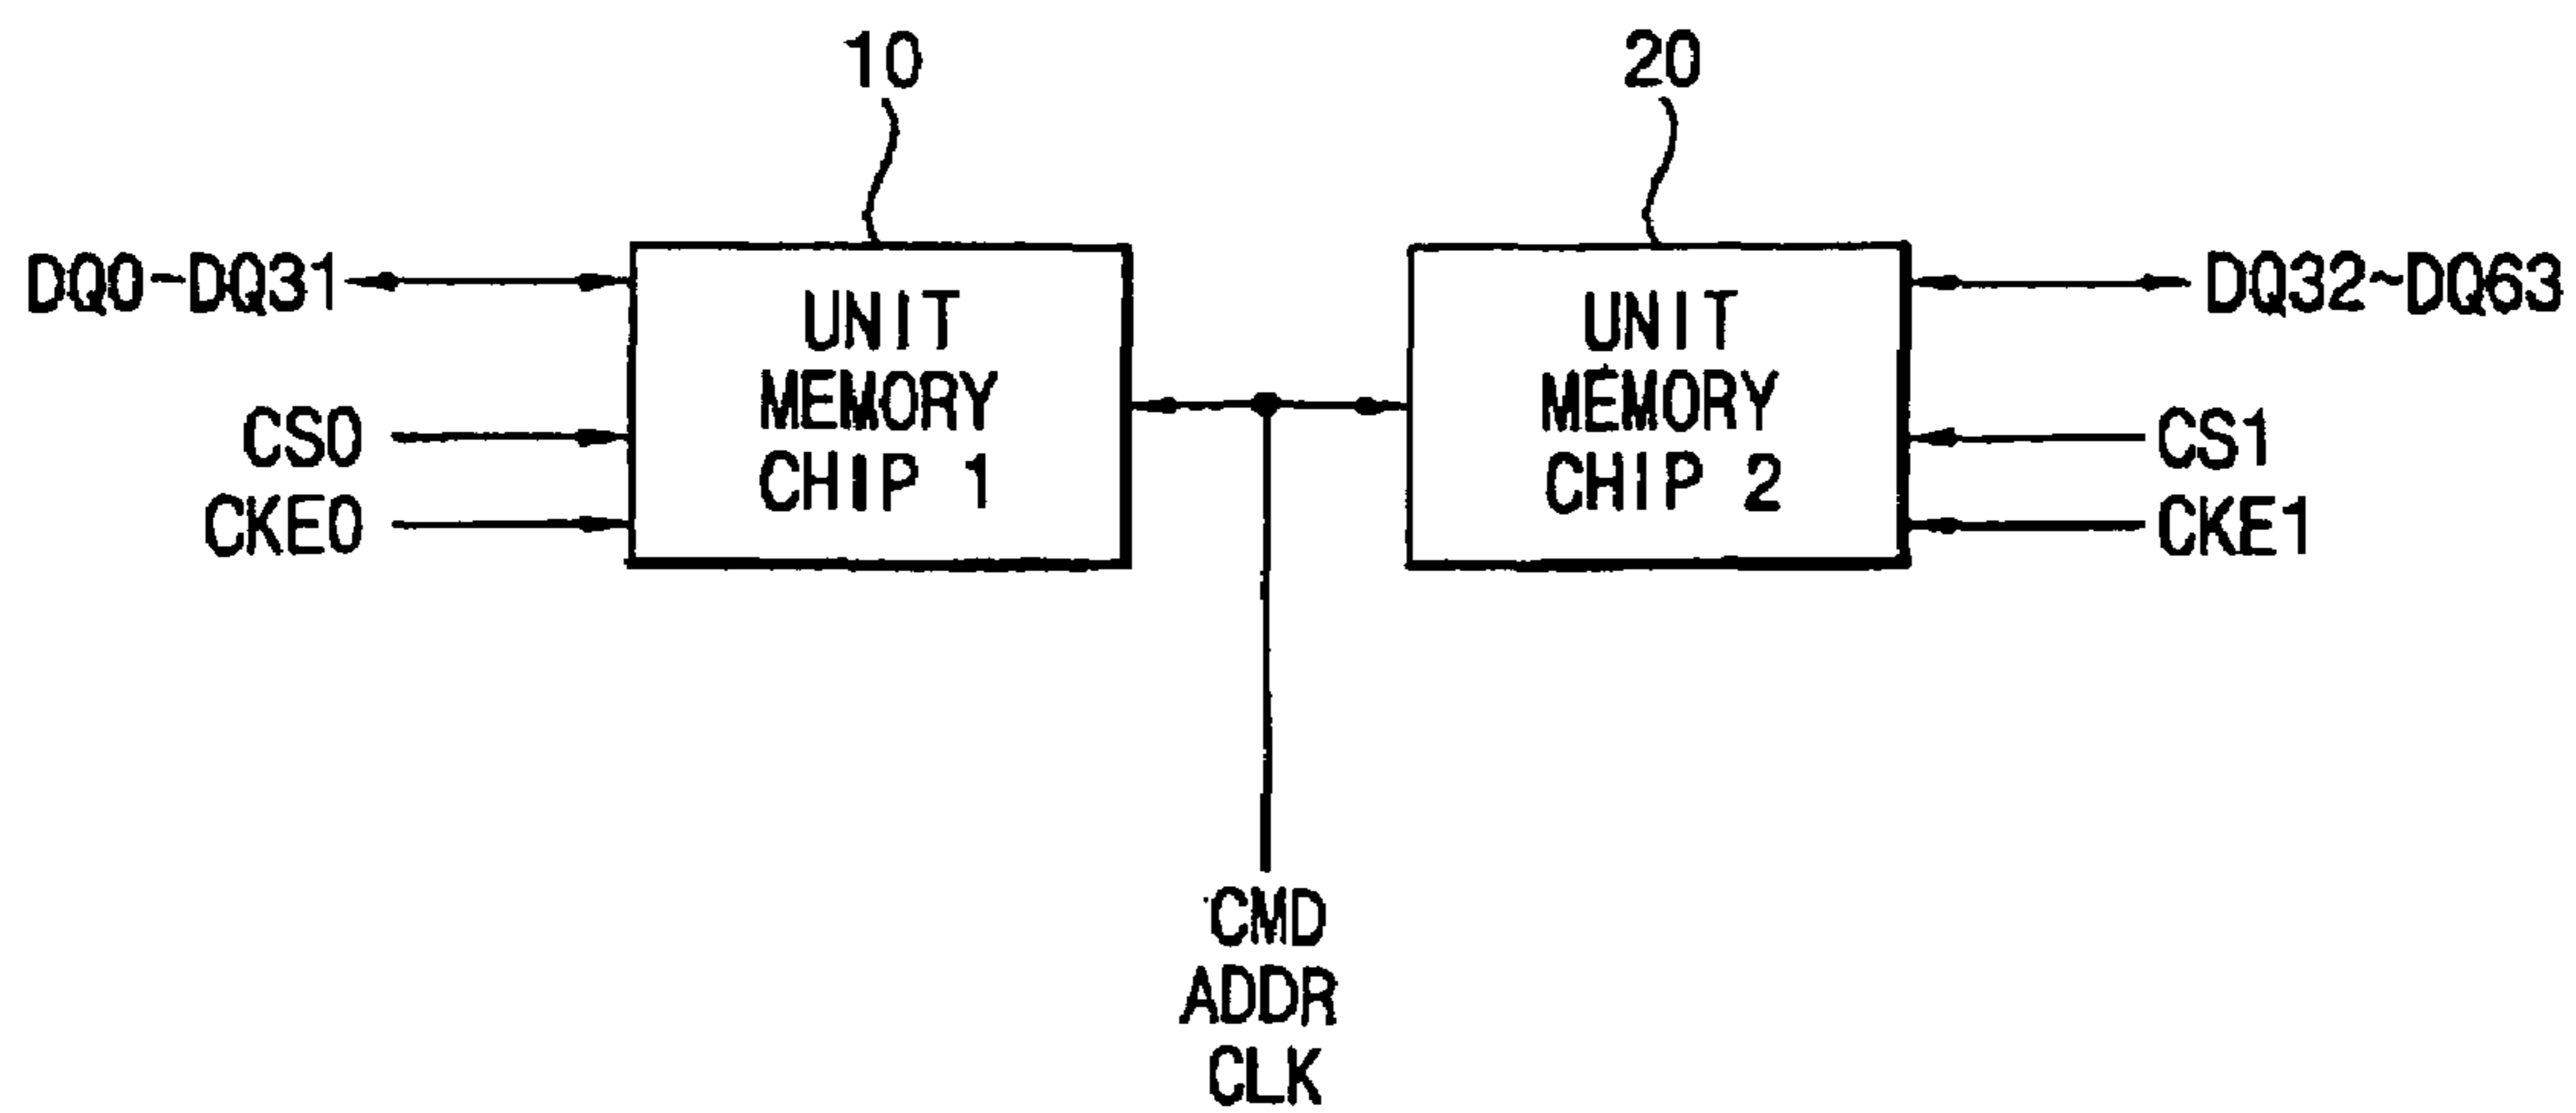 10
20
DQ0~DQ31
UNIT
MEMORY
CHIP 1
UNIT
MEMORY
CHIP 2
DQ32~DQ63
CS0
CKE0
CS1
CKE1
CMD
ADDR
CLK